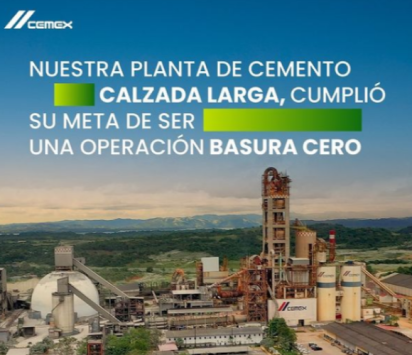 CEMEX
NUESTRA PLANTA DE CEMENTO
CALZADA LARGA, CUMPLIÓ
SU META DE SER
UNA OPERACIÓN BASURA CERO
CEMEX